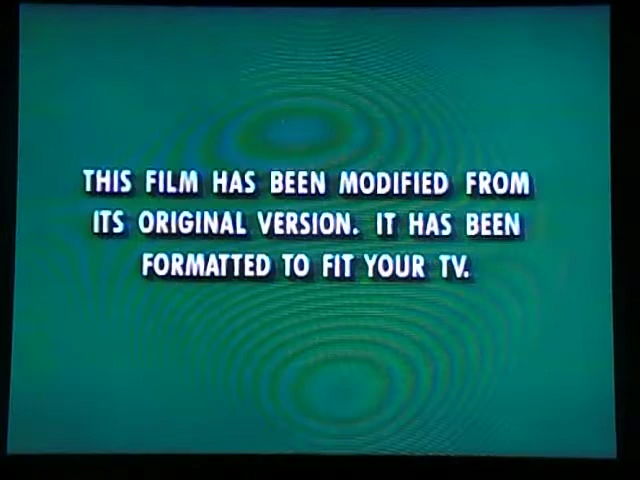 THIS FILM HAS BEEN MODIFIED FROM
ITS ORIGINAL VERSION. IT HAS BEEN
FORMATTED TO FIT YOUR TV.